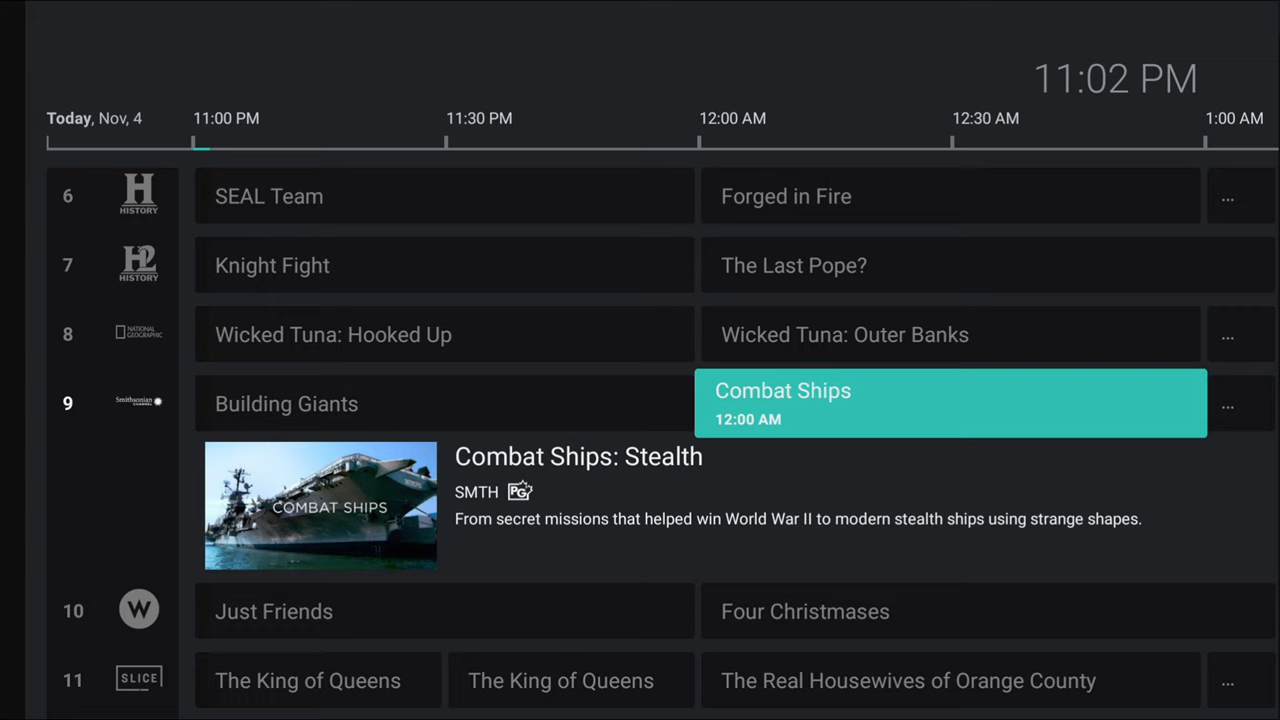 11:02 PM
Today, Nov, 4 11:00 PM 11:30 PM 12:00 AM 12:30 AM 1:00 AM
6 H HISTORY SEAL Team Forged in Fire ...
7 H2 HISTORY Knight Fight The Last Pope?
8 NATIONAL GEOGRAPHIC Wicked Tuna: Hooked Up Wicked Tuna: Outer Banks ...
9 Smithsonian CHANNEL Building Giants Combat Ships ...
12:00 AM
COMBAT SHIPS
Combat Ships: Stealth
SMTH PG
From secret missions that helped win World War II to modern stealth ships using strange shapes.
10 W Just Friends Four Christmases
11 SLICE The King of Queens The King of Queens The Real Housewives of Orange County ...